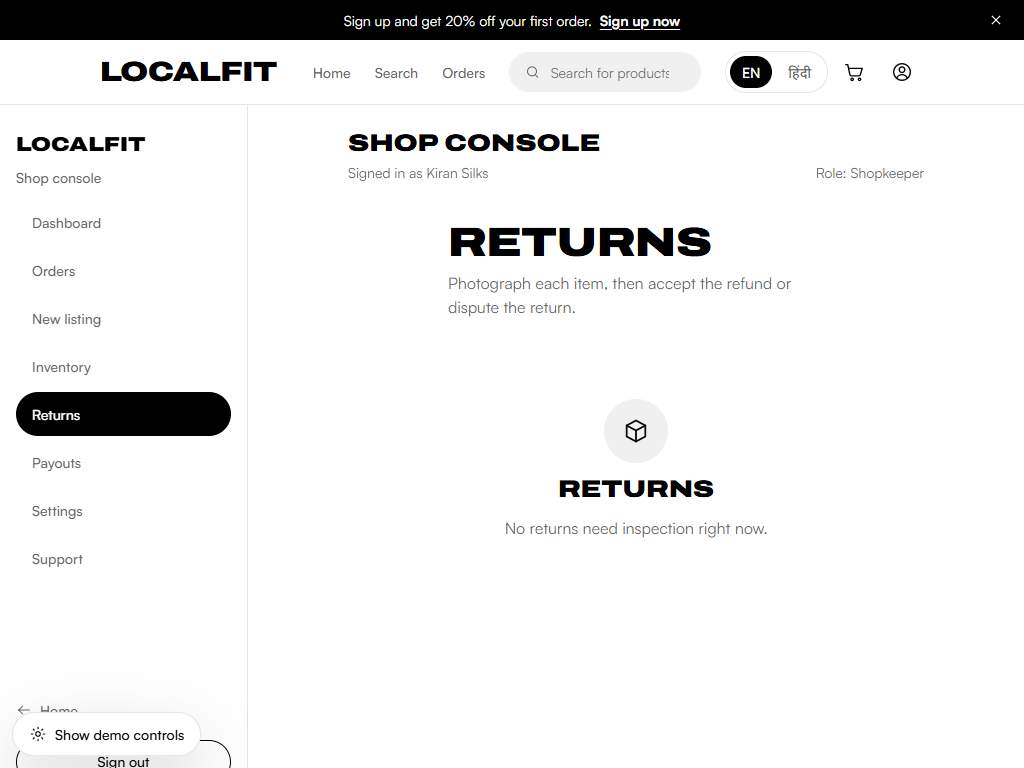 Sign up and get 20% off your first order. Sign up now
LOCALFIT
Home
Search
Orders
Search for products
EN
हिंदी
LOCALFIT
Shop console
Dashboard
Orders
New listing
Inventory
Returns
Payouts
Settings
Support
Home
Show demo controls
Sign out
SHOP CONSOLE
Signed in as Kiran Silks
Role: Shopkeeper
RETURNS
Photograph each item, then accept the refund or
dispute the return.
RETURNS
No returns need inspection right now.